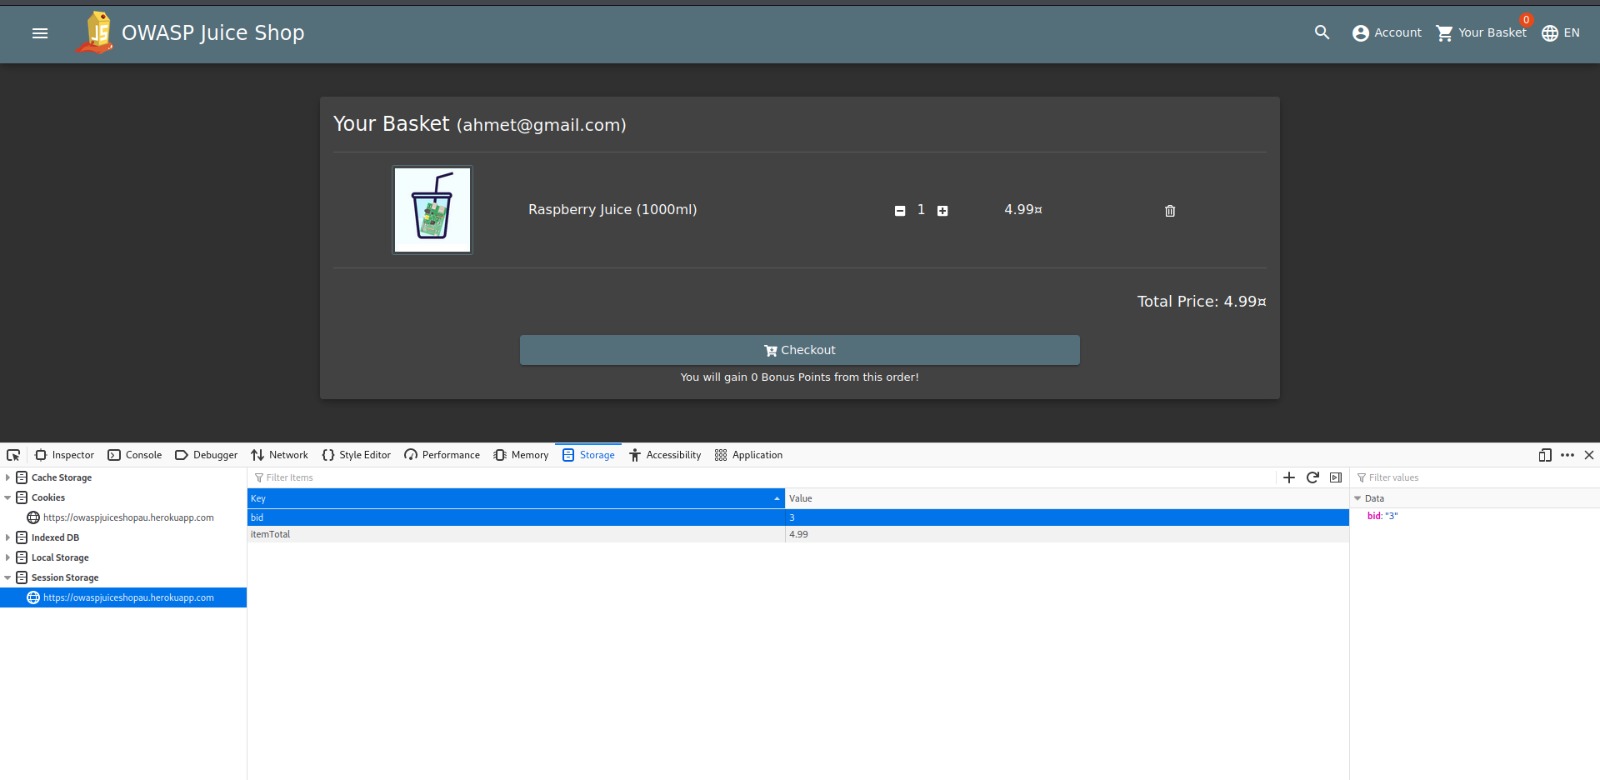 OWASP Juice Shop
Account
0
Your Basket
EN
Your Basket (ahmet@gmail.com)
Raspberry Juice (1000ml) 1 4.99¤
Total Price: 4.99¤
Checkout
You will gain 0 Bonus Points from this order!
Inspector Console Debugger Network {} Style Editor Performance Memory Storage Accessibility Application
Cache Storage
Cookies
https://owaspjuiceshopau.herokuapp.com
Indexed DB
Local Storage
Session Storage
https://owaspjuiceshopau.herokuapp.com
Filter Items
Key Value
bid 3
itemTotal 4.99
Filter values
Data
bid: "3"